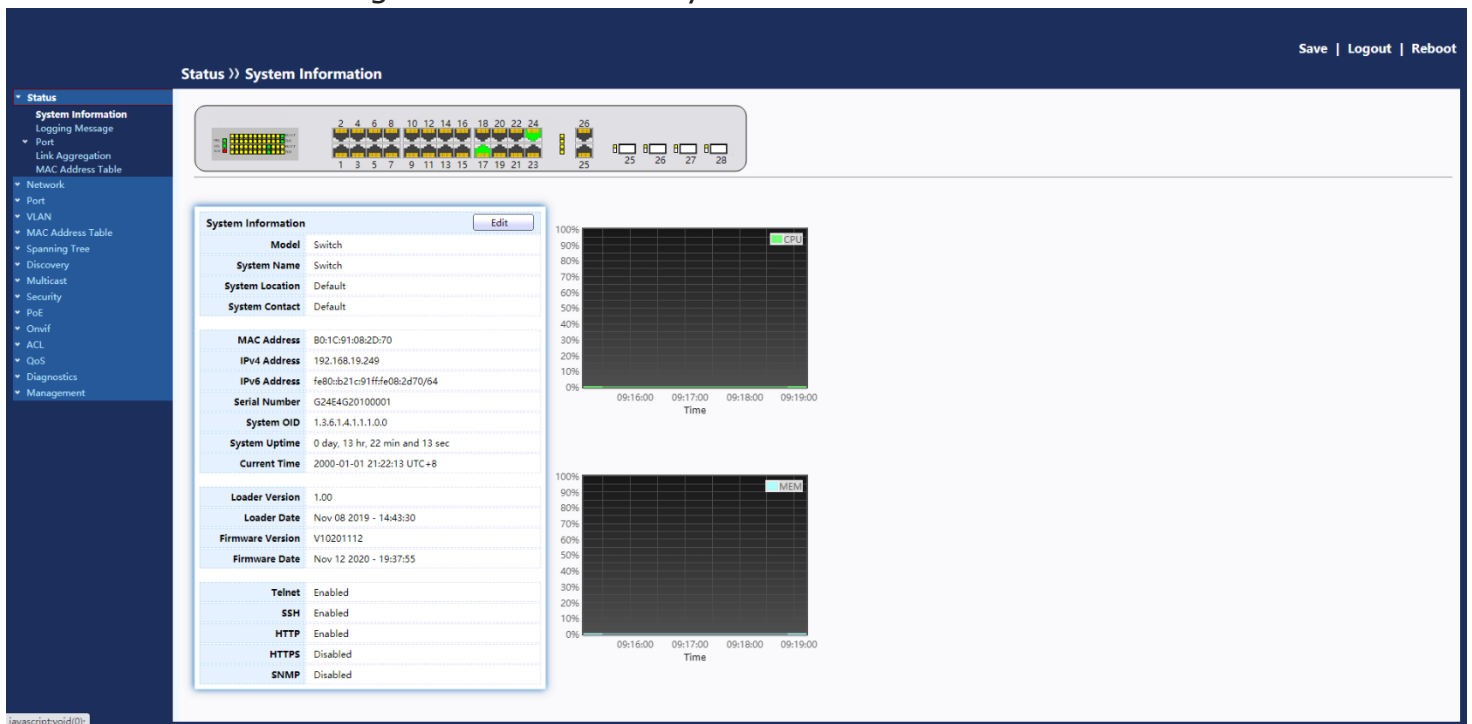 Save | Logout | Reboot
Status 》 System Information
Status
System Information
Logging Message
Port
Link Aggregation
MAC Address Table
Network
Port
VLAN
MAC Address Table
Spanning Tree
Discovery
Multicast
Security
PoE
Onvif
ACL
QoS
Diagnostics
Management
2 4 6 8 10 12 14 16 18 20 22 24 26
1 3 5 7 9 11 13 15 17 19 21 23 25
25 26 27 28
System Information Edit
Model Switch
System Name Switch
System Location Default
System Contact Default
MAC Address B0:1C:91:08:2D:70
IPv4 Address 192.168.19.249
IPv6 Address fe80::b21c:91ff:fe08:2d70/64
Serial Number G24E4G20100001
System OID 1.3.6.1.4.1.1.1.0.0
System Uptime 0 day, 13 hr, 22 min and 13 sec
Current Time 2000-01-01 21:22:13 UTC+8
Loader Version 1.00
Loader Date Nov 08 2019 - 14:43:30
Firmware Version V10201112
Firmware Date Nov 12 2020 - 19:37:55
Telnet Enabled
SSH Enabled
HTTP Enabled
HTTPS Disabled
SNMP Disabled
CPU
100%
90%
80%
70%
60%
50%
40%
30%
20%
10%
0%
09:16:00 09:17:00 09:18:00 09:19:00
Time
MEM
100%
90%
80%
70%
60%
50%
40%
30%
20%
10%
0%
09:16:00 09:17:00 09:18:00 09:19:00
Time
javascript:void(0);